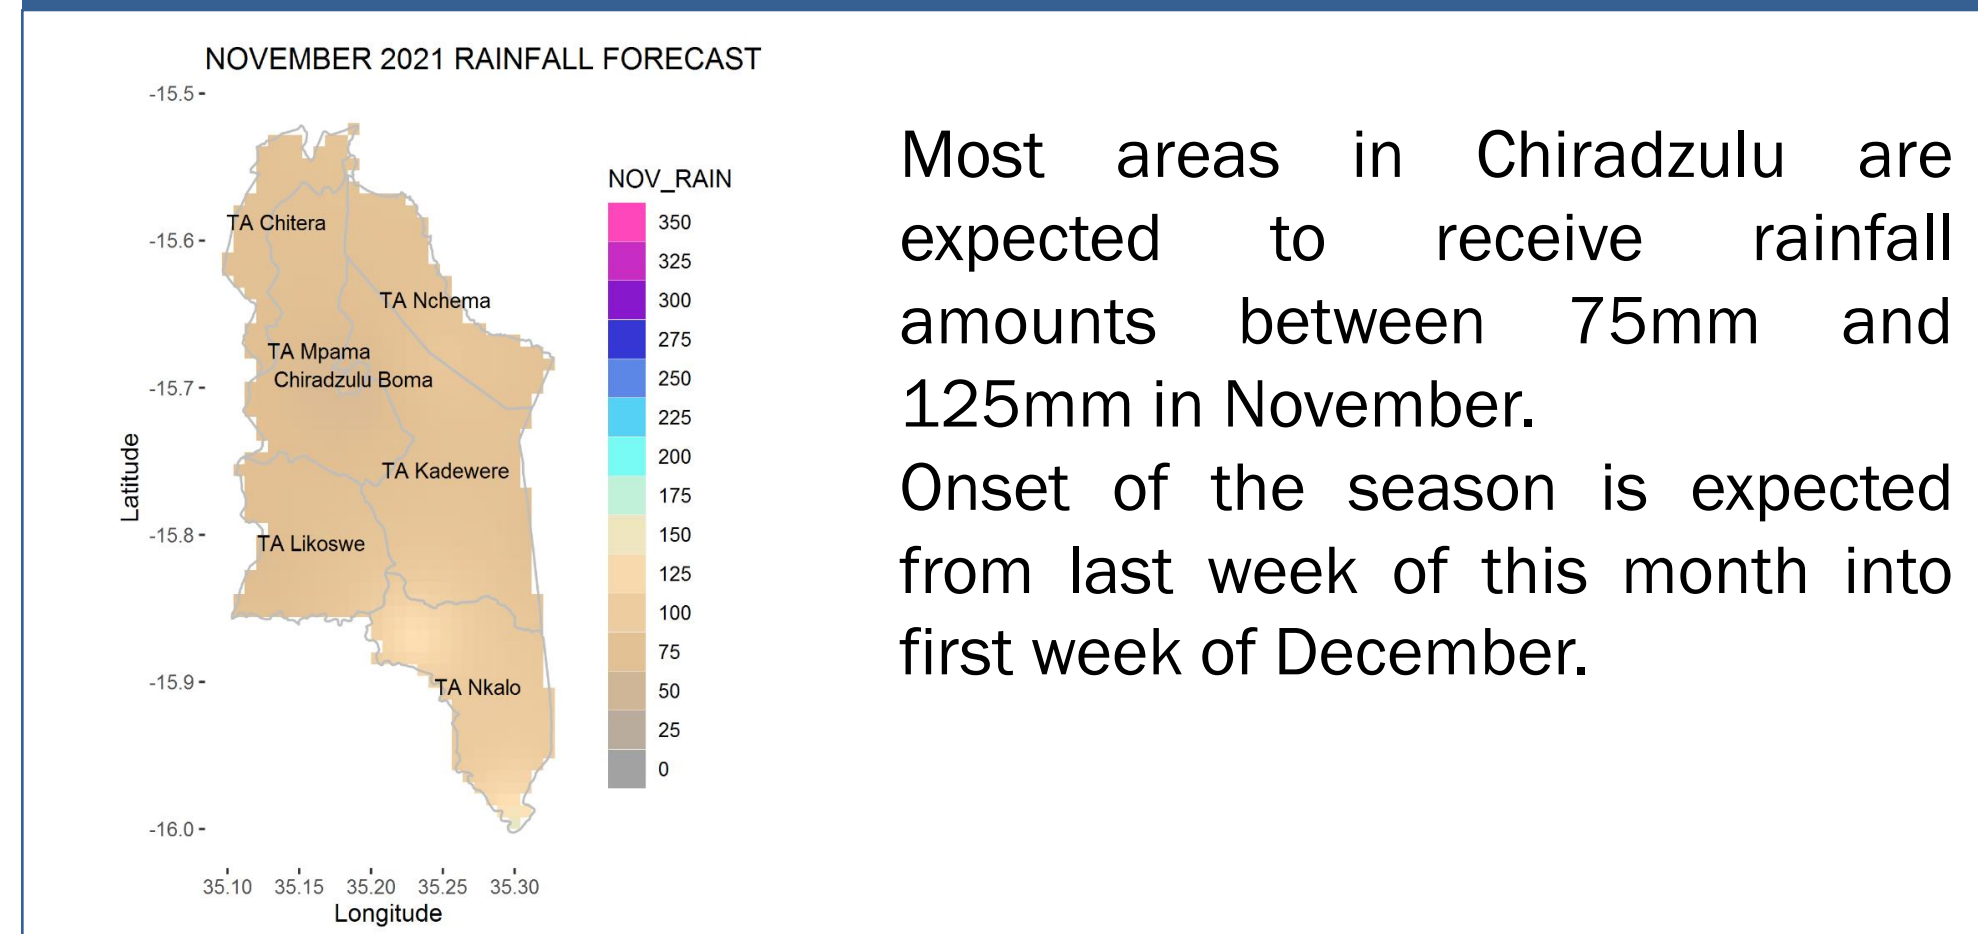 NOVEMBER 2021 RAINFALL FORECAST
-15.5
-15.6
-15.7
-15.8
-15.9
-16.0
Latitude
TA Chitera
TA Nchema
TA Mpama
Chiradzulu Boma
TA Kadewere
TA Likoswe
TA Nkalo
35.10 35.15 35.20 35.25 35.30
Longitude
NOV_RAIN
350
325
300
275
250
225
200
175
150
125
100
75
50
25
0
Most areas in Chiradzulu are
expected to receive rainfall
amounts between 75mm and
125mm in November.
Onset of the season is expected
from last week of this month into
first week of December.